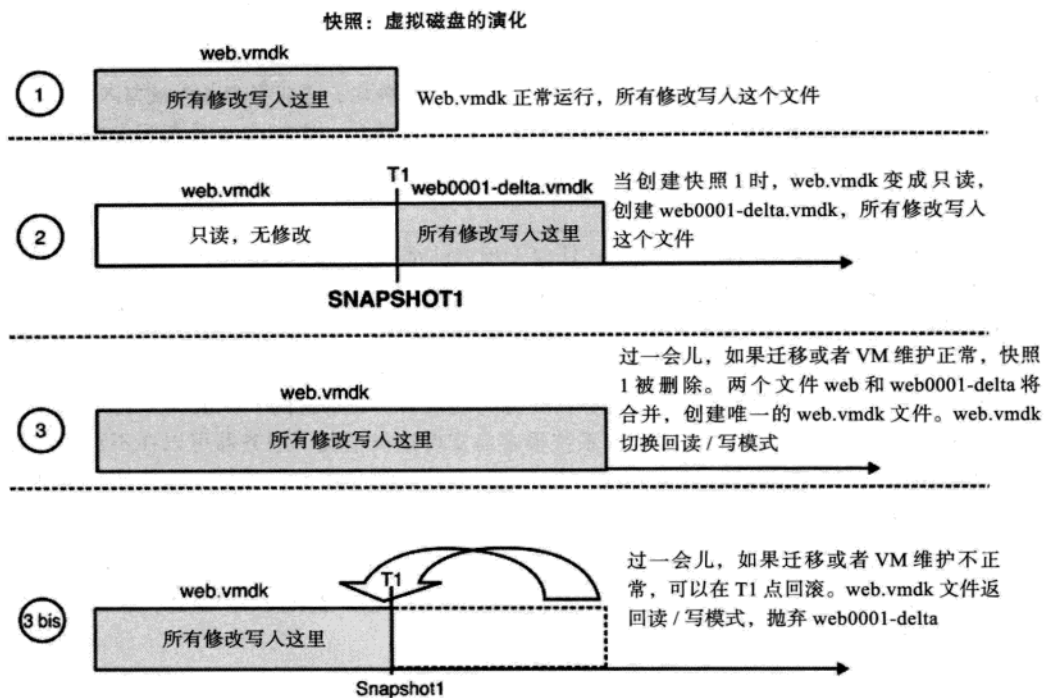 快照：虚拟磁盘的演化
web.vmdk
1
所有修改写入这里
Web.vmdk 正常运行，所有修改写入这个文件
web.vmdk
T1
web0001-delta.vmdk
2
只读，无修改
所有修改写入这里
当创建快照 1 时，web.vmdk 变成只读，
创建 web0001-delta.vmdk，所有修改写入
这个文件
SNAPSHOT1
web.vmdk
3
所有修改写入这里
过一会儿，如果迁移或者 VM 维护正常，快照
1 被删除。两个文件 web 和 web0001-delta 将
合并，创建唯一的 web.vmdk 文件。web.vmdk
切换回读 / 写模式
web.vmdk
T1
3 bis
所有修改写入这里
过一会儿，如果迁移或者 VM 维护不正
常，可以在 T1 点回滚。web.vmdk 文件返
回读 / 写模式，抛弃 web0001-delta
Snapshot1